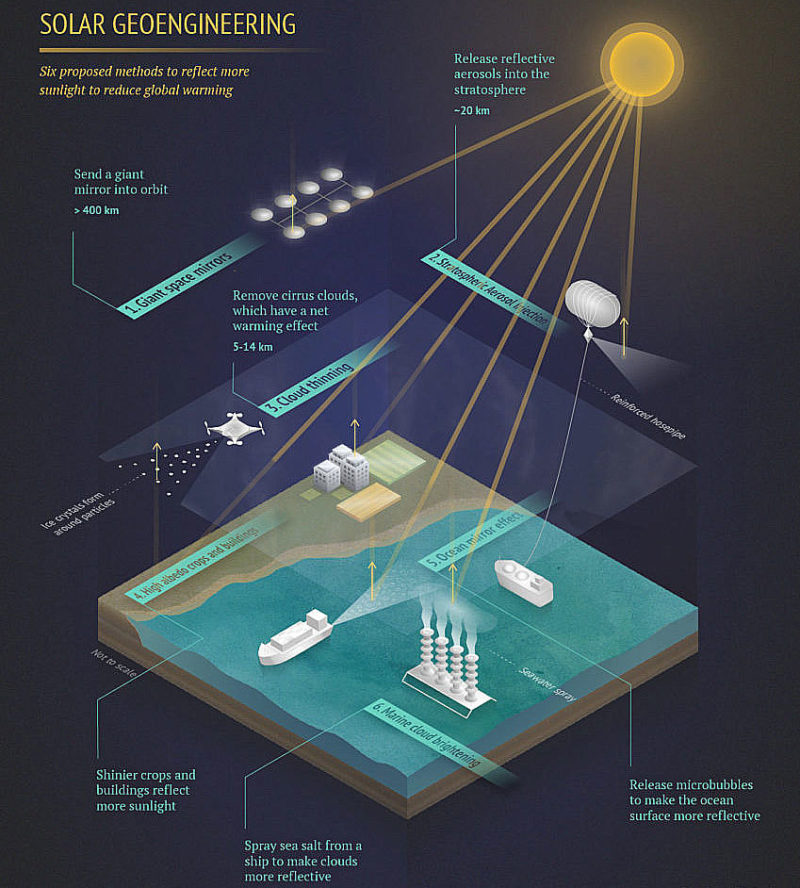 SOLAR GEOENGINEERING
Six proposed methods to reflect more
sunlight to reduce global warming
Release reflective
aerosols into the
stratosphere
~20 km
Send a giant
mirror into orbit
> 400 km
1. Giant space mirrors
2. Stratospheric Aerosol Injection
Remove cirrus clouds,
which have a net
warming effect
5-14 km
3. Cloud thinning
Reinforced hosepipe
Ice crystals form
around particles
4. High albedo crops and buildings
5. Ocean mirror effect
Not to scale
Seawater spray
6. Marine cloud brightening
Shinier crops and
buildings reflect
more sunlight
Release microbubbles
to make the ocean
surface more reflective
Spray sea salt from a
ship to make clouds
more reflective